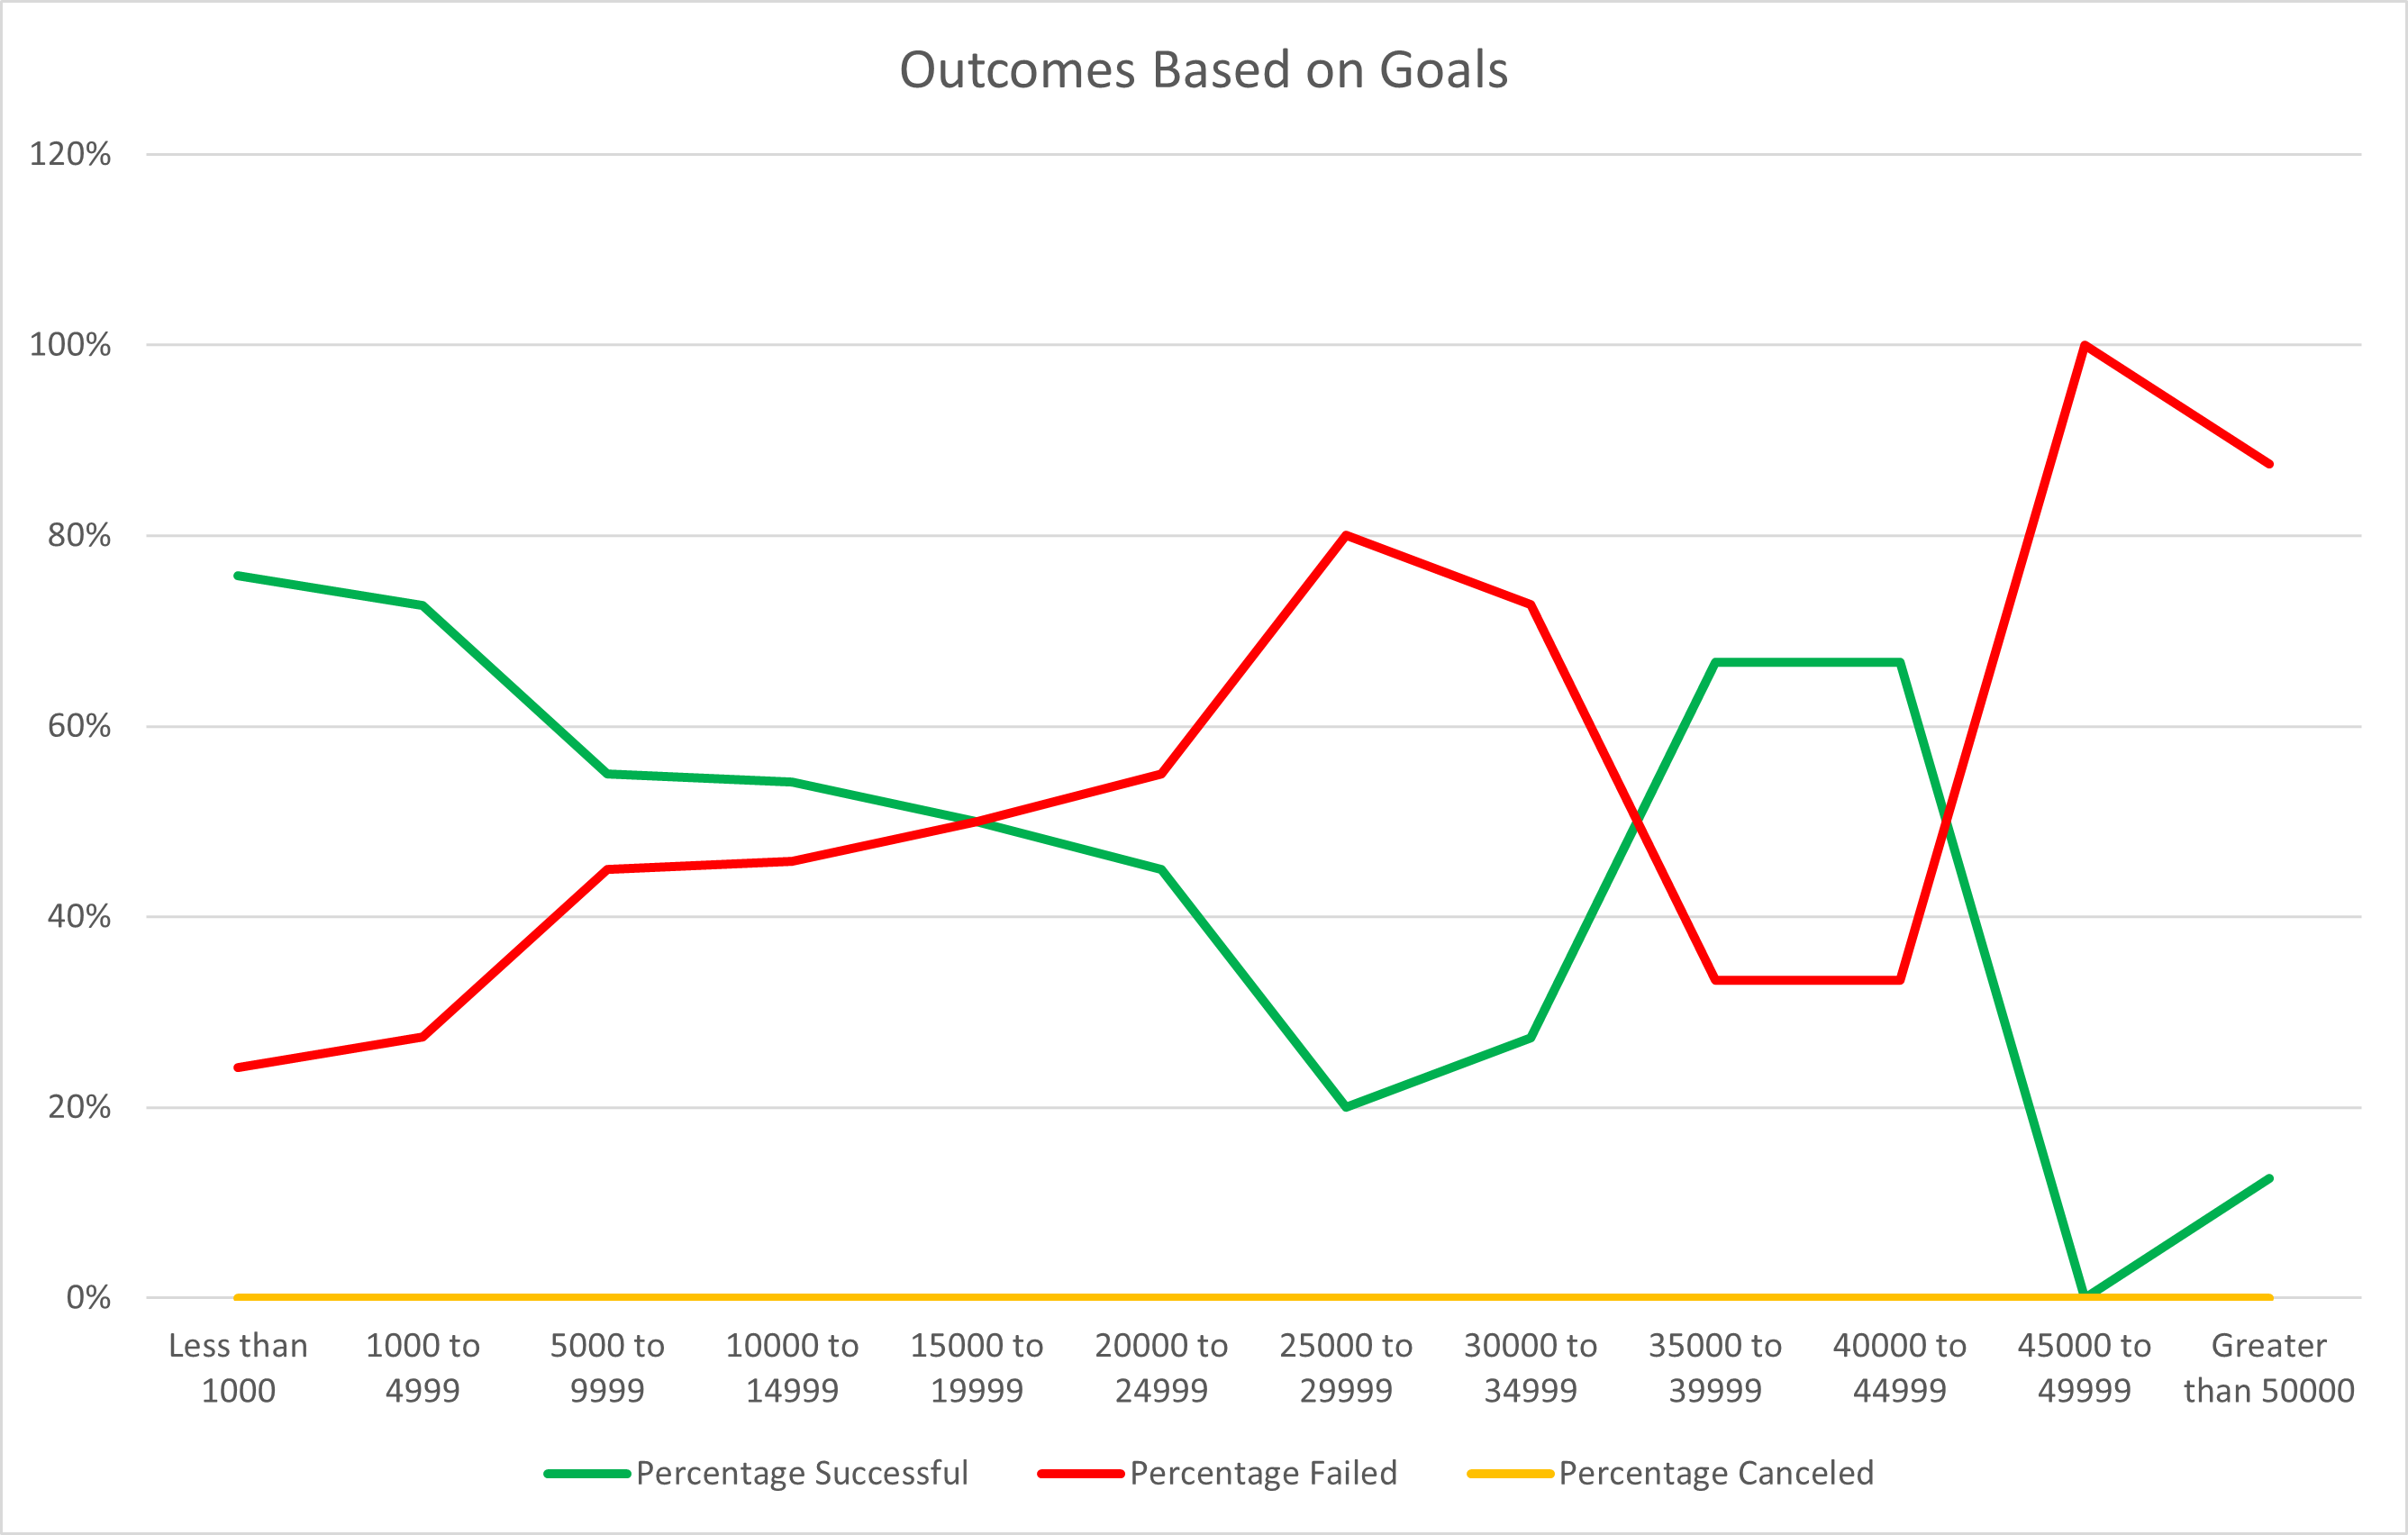 Outcomes Based on Goals
120%
100%
80%
60%
40%
20%
0%
Less than 1000
1000 to 4999
5000 to 9999
10000 to 14999
15000 to 19999
20000 to 24999
25000 to 29999
30000 to 34999
35000 to 39999
40000 to 44999
45000 to 49999
Greater than 50000
Percentage Successful
Percentage Failed
Percentage Canceled